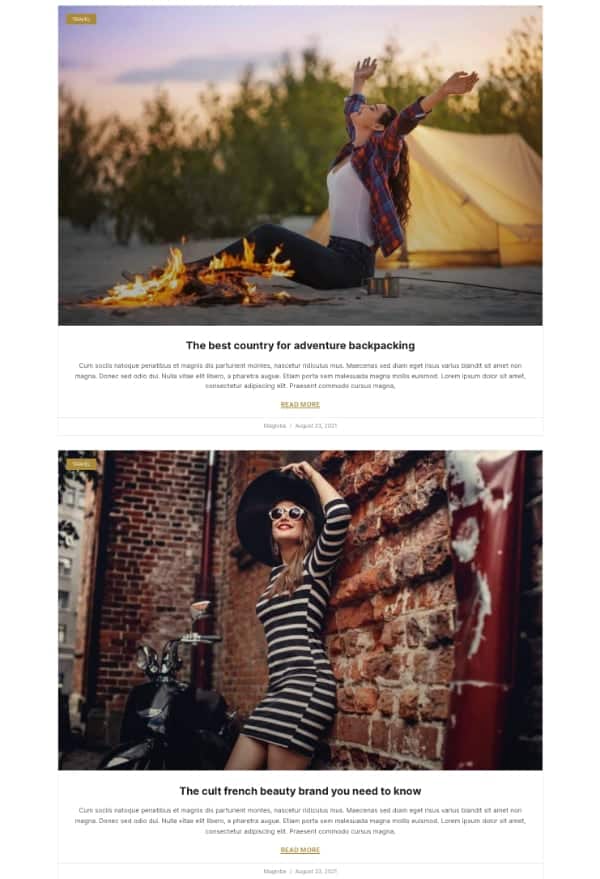 TRAVEL
The best country for adventure backpacking
Cum sociis natoque penatibus et magnis dis parturient montes, nascetur ridiculus mus. Maecenas sed diam eget risus varius blandit sit amet non
magna. Donec sed odio dui. Nulla vitae elit libero, a pharetra augue. Etiam porta sem malesuada magna mollis euismod. Lorem ipsum dolor sit amet,
consectetur adipiscing elit. Praesent commodo cursus magna,
READ MORE
August 23, 2021
TRAVEL
The cult french beauty brand you need to know
Cum sociis natoque penatibus et magnis dis parturient montes, nascetur ridiculus mus. Maecenas sed diam eget risus varius blandit sit amet non
magna. Donec sed odio dui. Nulla vitae elit libero, a pharetra augue. Etiam porta sem malesuada magna mollis euismod. Lorem ipsum dolor sit amet,
consectetur adipiscing elit. Praesent commodo cursus magna,
READ MORE
August 23, 2021